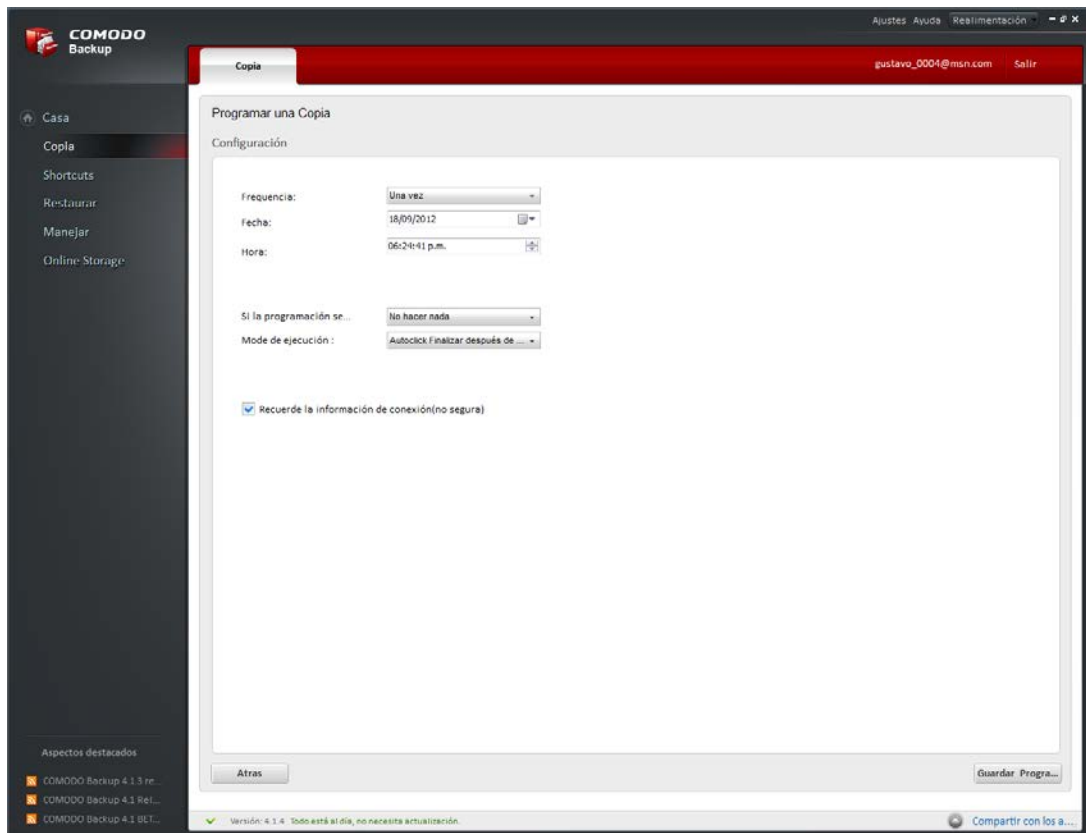 COMODO
Backup
Ajustes Ayuda Realimentación
Copia
gustavo_0004@msn.com Salir
Casa
Copia
Shortcuts
Restaurar
Manejar
Online Storage
Programar una Copia
Configuración
Frequencia: Una vez
Fecha: 18/09/2012
Hora: 06:24:41 p.m.
Si la programación se... No hacer nada
Mode de ejecución : Autoclick Finalizar después de ...
Recuerde la información de conexión(no segura)
Aspectos destacados
COMODO Backup 4.1.3 re...
COMODO Backup 4.1 Rel...
COMODO Backup 4.1 BET...
Atras
Guardar Progra...
Versión: 4.1.4 Todo está al día, no necesita actualización.
Compartir con los a....